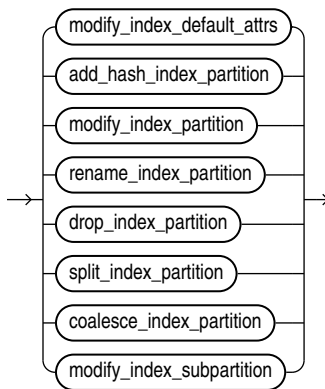 modify_index_default_attrs
add_hash_index_partition
modify_index_partition
rename_index_partition
drop_index_partition
split_index_partition
coalesce_index_partition
modify_index_subpartition